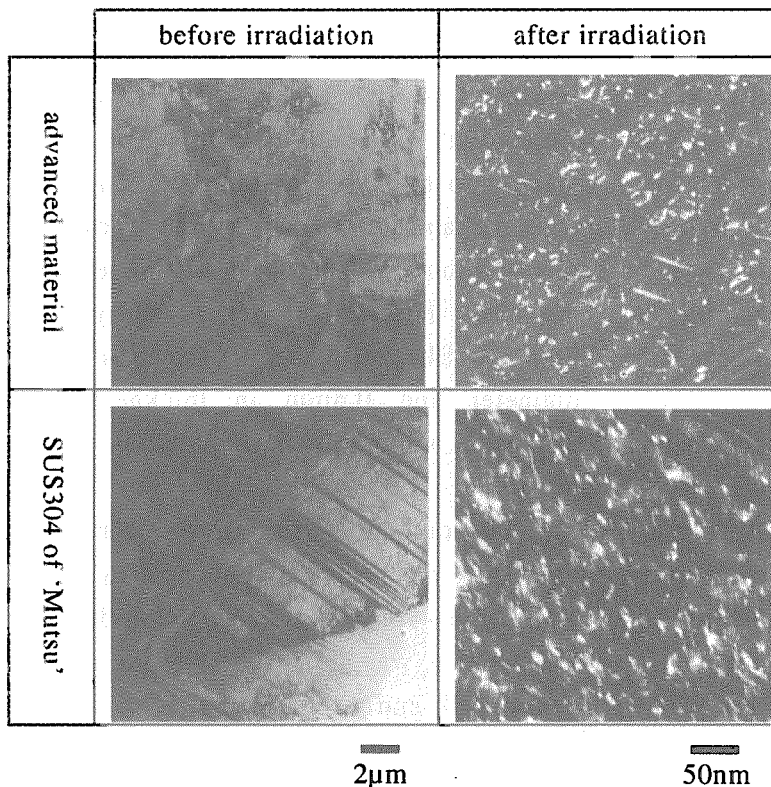 before irradiation
after irradiation
advanced material
SUS304 of 'Mutsu'
2μm
50nm